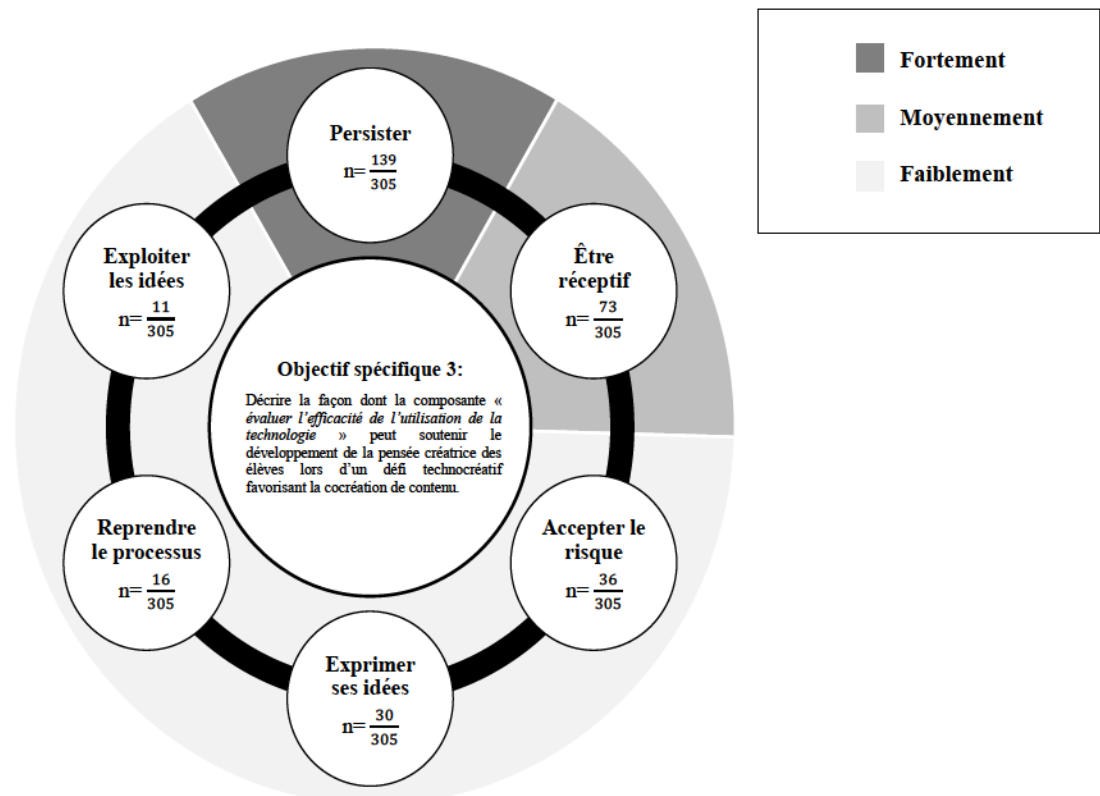 Fortement
Moyennement
Faiblement
Persister
n= 139/305
Être
réceptif
n= 73/305
Accepter le
risque
n= 36/305
Exprimer
ses idées
n= 30/305
Reprendre
le processus
n= 16/305
Exploiter
les idées
n= 11/305
Objectif spécifique 3:
Décrire la façon dont la composante «
évaluer l'efficacité de l'utilisation de la
technologie » peut soutenir le
développement de la pensée créatrice des
élèves lors d'un défi technocréatif
favorisant la cocréation de contenu.